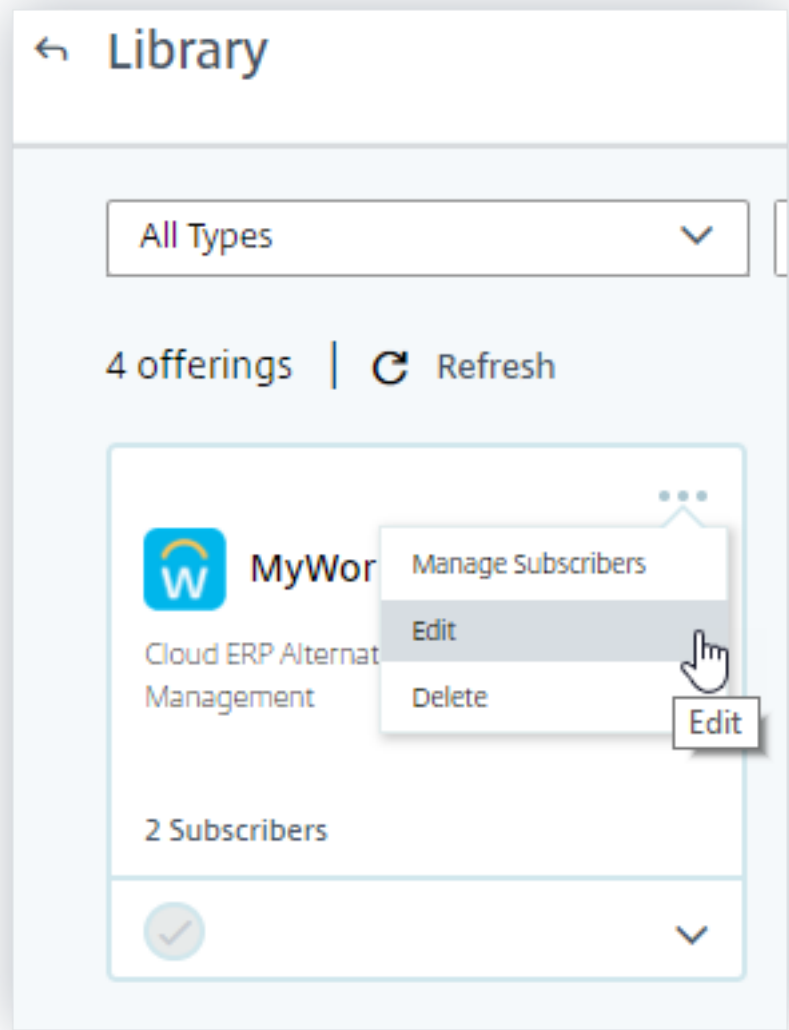 Library
All Types
4 offerings | Refresh
MyWor
Manage Subscribers
Edit
Delete
Edit
Cloud ERP Alternat
Management
2 Subscribers